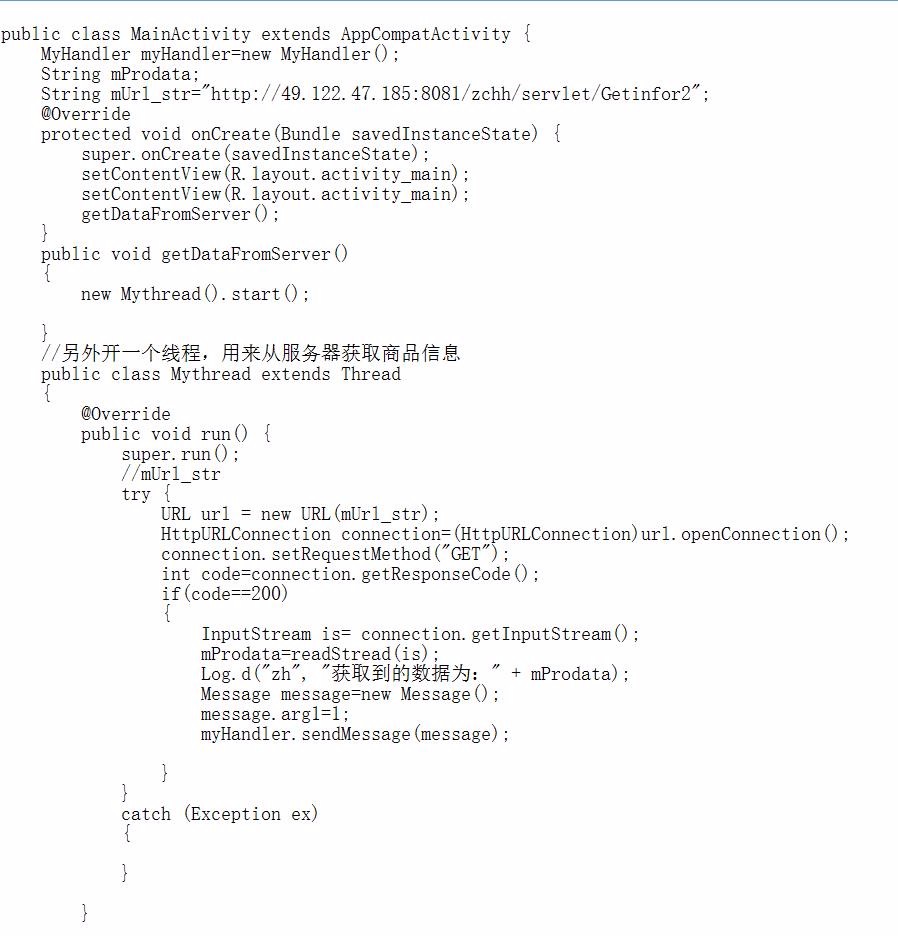 public class MainActivity extends AppCompatActivity {
MyHandler myHandler=new MyHandler();
String mProdata;
String mUrl_str="http://49.122.47.185:8081/zchh/servlet/Getinfor2";
@Override
protected void onCreate(Bundle savedInstanceState) {
super.onCreate(savedInstanceState);
setContentView(R.layout.activity_main);
setContentView(R.layout.activity_main);
getDataFromServer();
}
public void getDataFromServer()
{
new Mythread().start();
}
//另外开一个线程，用来从服务器获取商品信息
public class Mythread extends Thread
{
@Override
public void run() {
super.run();
//mUrl_str
try {
URL url = new URL(mUrl_str);
HttpURLConnection connection=(HttpURLConnection)url.openConnection();
connection.setRequestMethod("GET");
int code=connection.getResponseCode();
if(code==200)
{
InputStream is= connection.getInputStream();
mProdata=readStread(is);
Log.d("zh", "获取到的数据为：" + mProdata);
Message message=new Message();
message.arg1=1;
myHandler.sendMessage(message);
}
}
catch (Exception ex)
{
}
}